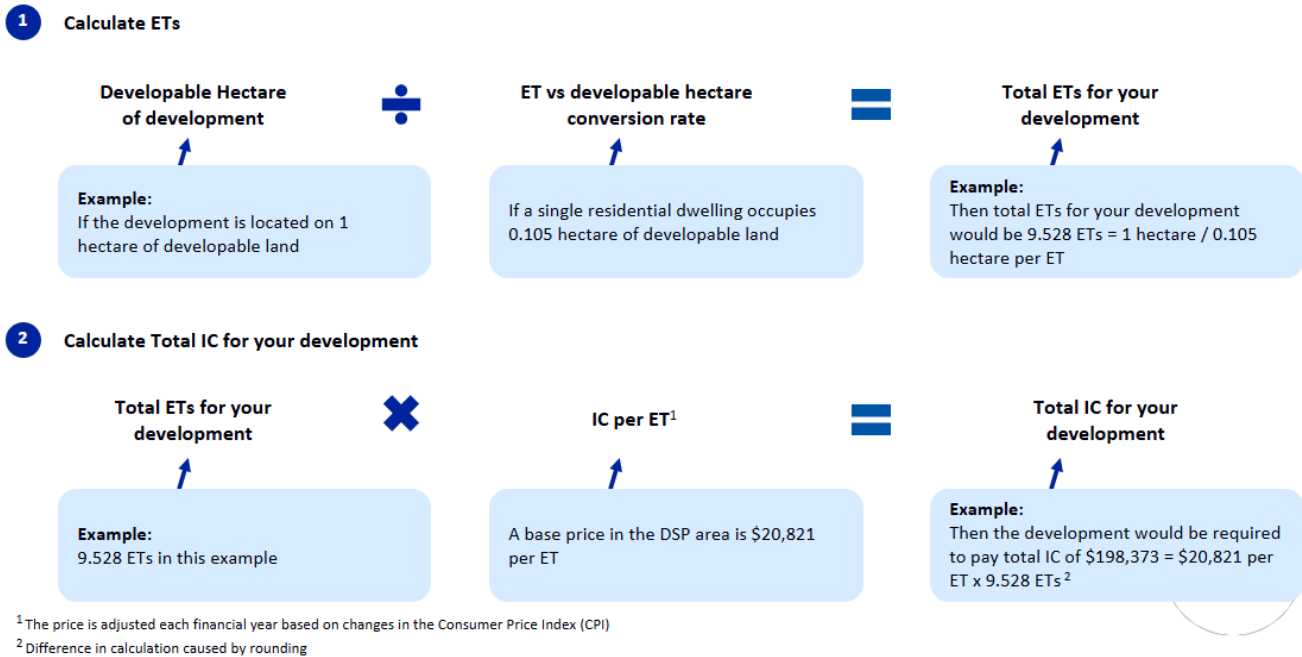 1 Calculate ETs
Developable Hectare
of development
ET vs developable hectare
conversion rate
Total ETs for your
development
Example:
If the development is located on 1
hectare of developable land
If a single residential dwelling occupies
0.105 hectare of developable land
Example:
Then total ETs for your development
would be 9.528 ETs = 1 hectare / 0.105
hectare per ET
2 Calculate Total IC for your development
Total ETs for your
development
IC per ET¹
Total IC for your
development
Example:
9.528 ETs in this example
A base price in the DSP area is $20,821
per ET
Example:
Then the development would be required
to pay total IC of $198,373 = $20,821 per
ET x 9.528 ETs ²
¹ The price is adjusted each financial year based on changes in the Consumer Price Index (CPI)
² Difference in calculation caused by rounding